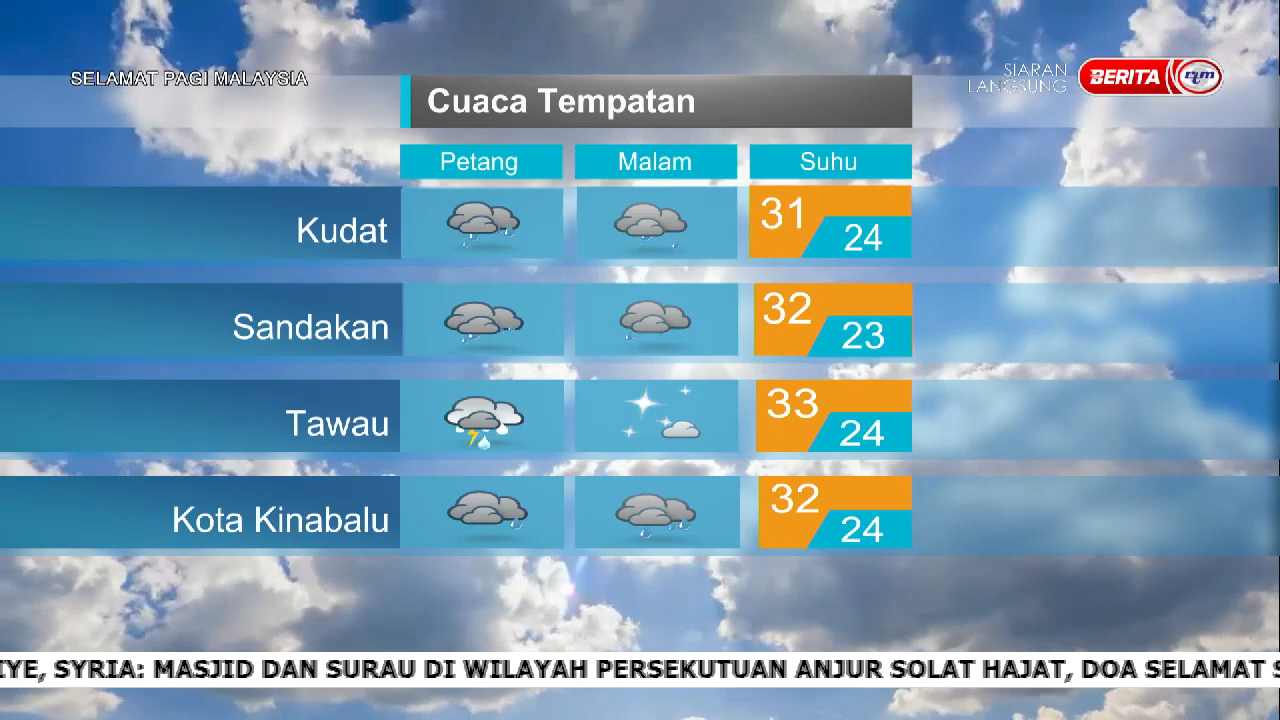 SELAMAT PAGI MALAYSIA
SIARAN
LANGSUNG
BERITA rtm
Cuaca Tempatan
Petang Malam Suhu
Kudat 31 24
Sandakan 32 23
Tawau 33 24
Kota Kinabalu 32 24
IYE, SYRIA: MASJID DAN SURAU DI WILAYAH PERSEKUTUAN ANJUR SOLAT HAJAT, DOA SELAMAT